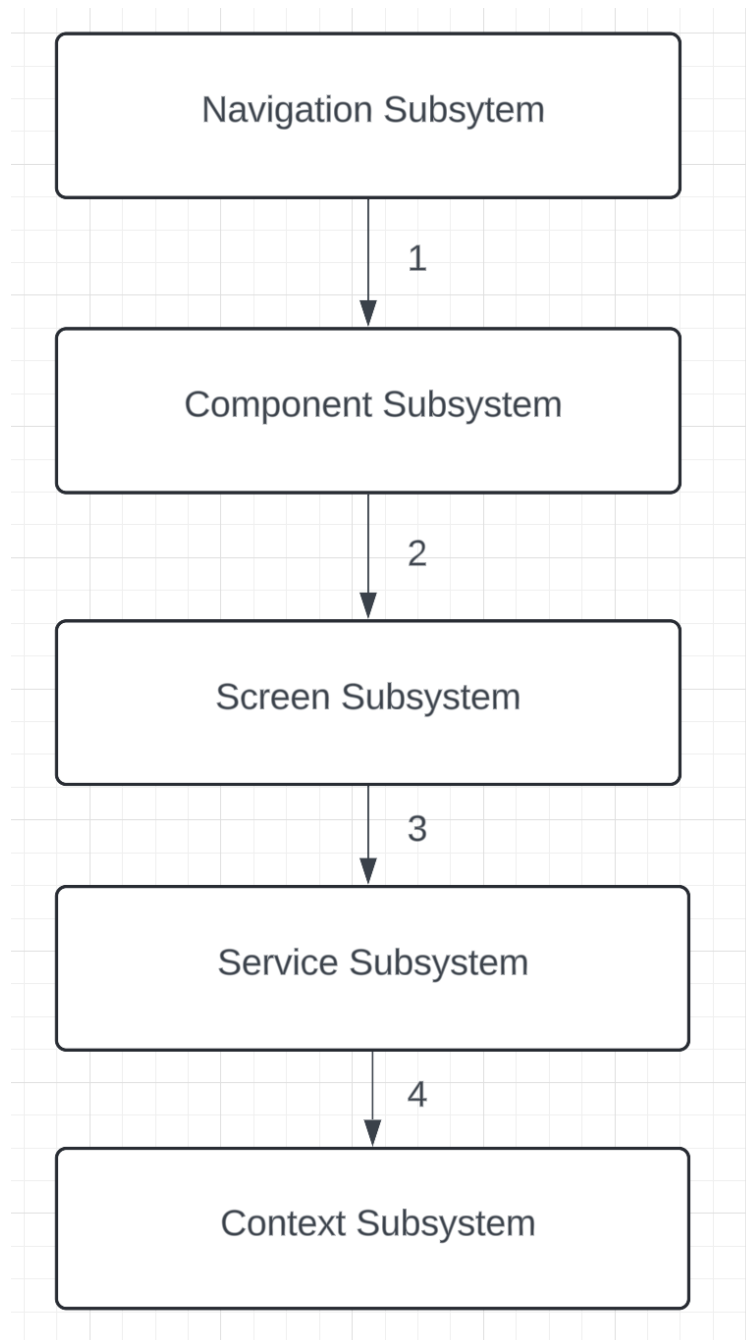 Navigation Subsytem
1
Component Subsystem
2
Screen Subsystem
3
Service Subsystem
4
Context Subsystem